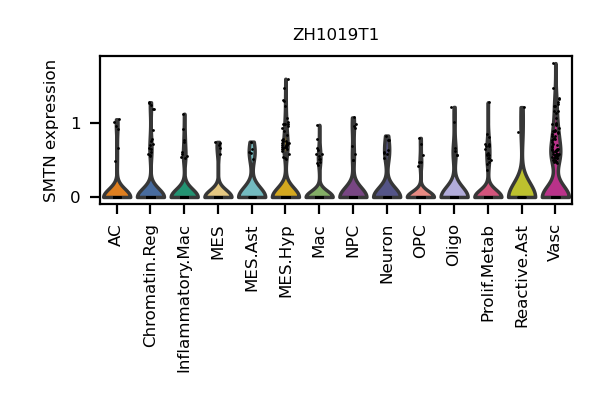 ZH1019T1
SMTN expression
1
0
AC
Chromatin.Reg
Inflammatory.Mac
MES
MES.Ast
MES.Hyp
Mac
NPC
Neuron
OPC
Oligo
Prolif.Metab
Reactive.Ast
Vasc